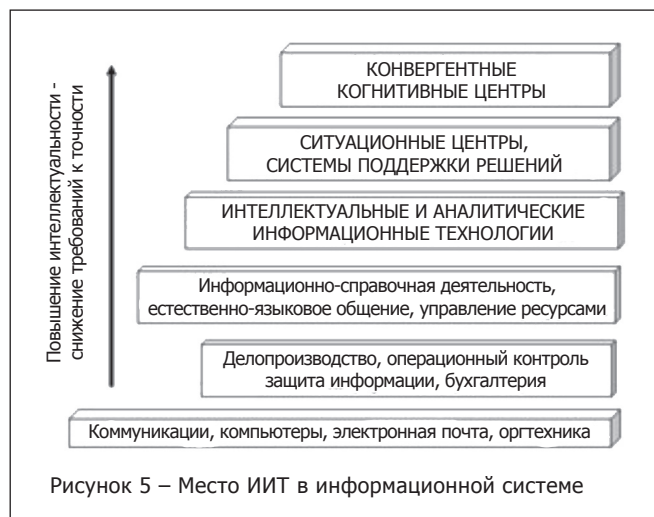 КОНВЕРГЕНТНЫЕ
КОГНИТИВНЫЕ ЦЕНТРЫ
СИТУАЦИОННЫЕ ЦЕНТРЫ,
СИСТЕМЫ ПОДДЕРЖКИ РЕШЕНИЙ
ИНТЕЛЛЕКТУАЛЬНЫЕ И АНАЛИТИЧЕСКИЕ
ИНФОРМАЦИОННЫЕ ТЕХНОЛОГИИ
Информационно-справочная деятельность,
естественно-языковое общение, управление ресурсами
Делопроизводство, операционный контроль
защита информации, бухгалтерия
Коммуникации, компьютеры, электронная почта, оргтехника
Повышение интеллектуальности -
снижение требований к точности
Рисунок 5 – Место ИИТ в информационной системе